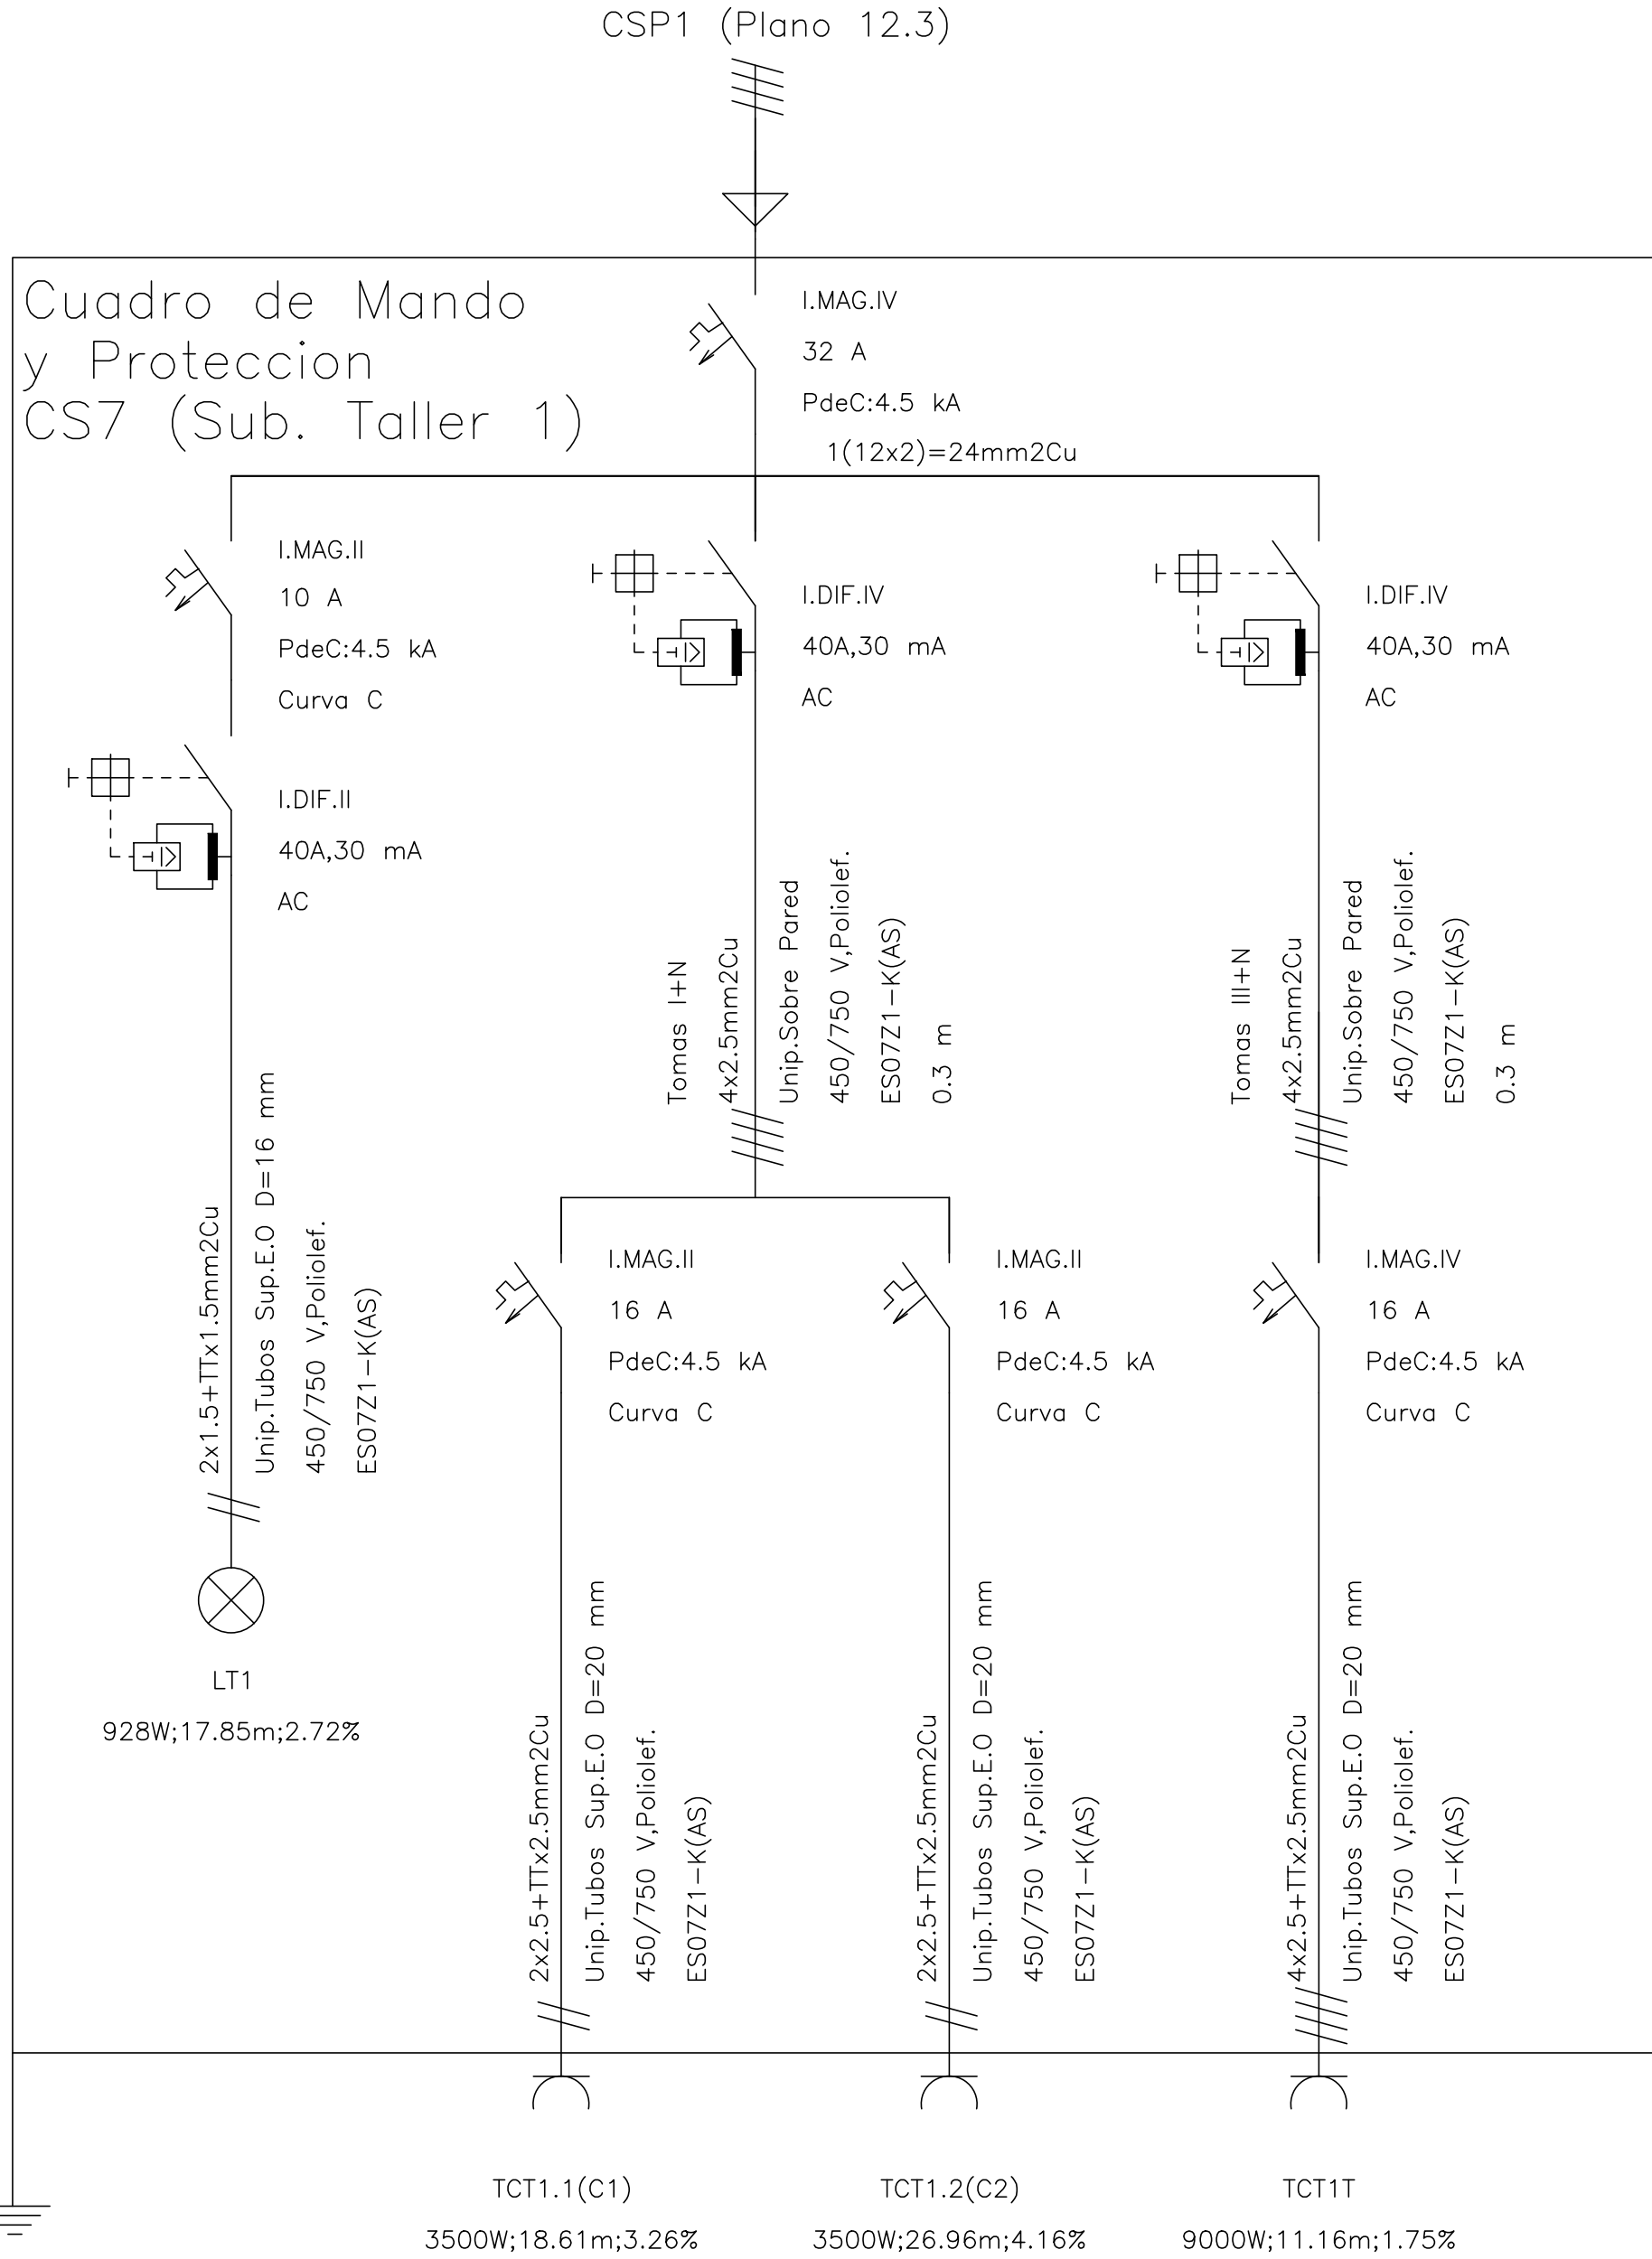 CSP1 (Plano 12.3)
Cuadro de Mando
y Proteccion
CS7 (Sub. Taller 1)
I.MAG.IV
32 A
PdeC:4.5 kA
1(12x2)=24mm2Cu
I.MAG.II
10 A
PdeC:4.5 kA
Curva C
I.DIF.II
40A,30 mA
AC
2x1.5+TTx1.5mm2Cu
Unip.Tubos Sup.E.O D=16 mm
450/750 V,Poliolef.
ES07Z1-K(AS)
LT1
928W;17.85m;2.72%
I.DIF.IV
40A,30 mA
AC
Tomas I+N
4x2.5mm2Cu
Unip.Sobre Pared
450/750 V,Poliolef.
ES07Z1-K(AS)
0.3 m
I.MAG.II
16 A
PdeC:4.5 kA
Curva C
2x2.5+TTx2.5mm2Cu
Unip.Tubos Sup.E.O D=20 mm
450/750 V,Poliolef.
ES07Z1-K(AS)
TCT1.1(C1)
3500W;18.61m;3.26%
I.MAG.II
16 A
PdeC:4.5 kA
Curva C
2x2.5+TTx2.5mm2Cu
Unip.Tubos Sup.E.O D=20 mm
450/750 V,Poliolef.
ES07Z1-K(AS)
TCT1.2(C2)
3500W;26.96m;4.16%
I.DIF.IV
40A,30 mA
AC
Tomas III+N
4x2.5mm2Cu
Unip.Sobre Pared
450/750 V,Poliolef.
ES07Z1-K(AS)
0.3 m
I.MAG.IV
16 A
PdeC:4.5 kA
Curva C
4x2.5+TTx2.5mm2Cu
Unip.Tubos Sup.E.O D=20 mm
450/750 V,Poliolef.
ES07Z1-K(AS)
TCT1T
9000W;11.16m;1.75%